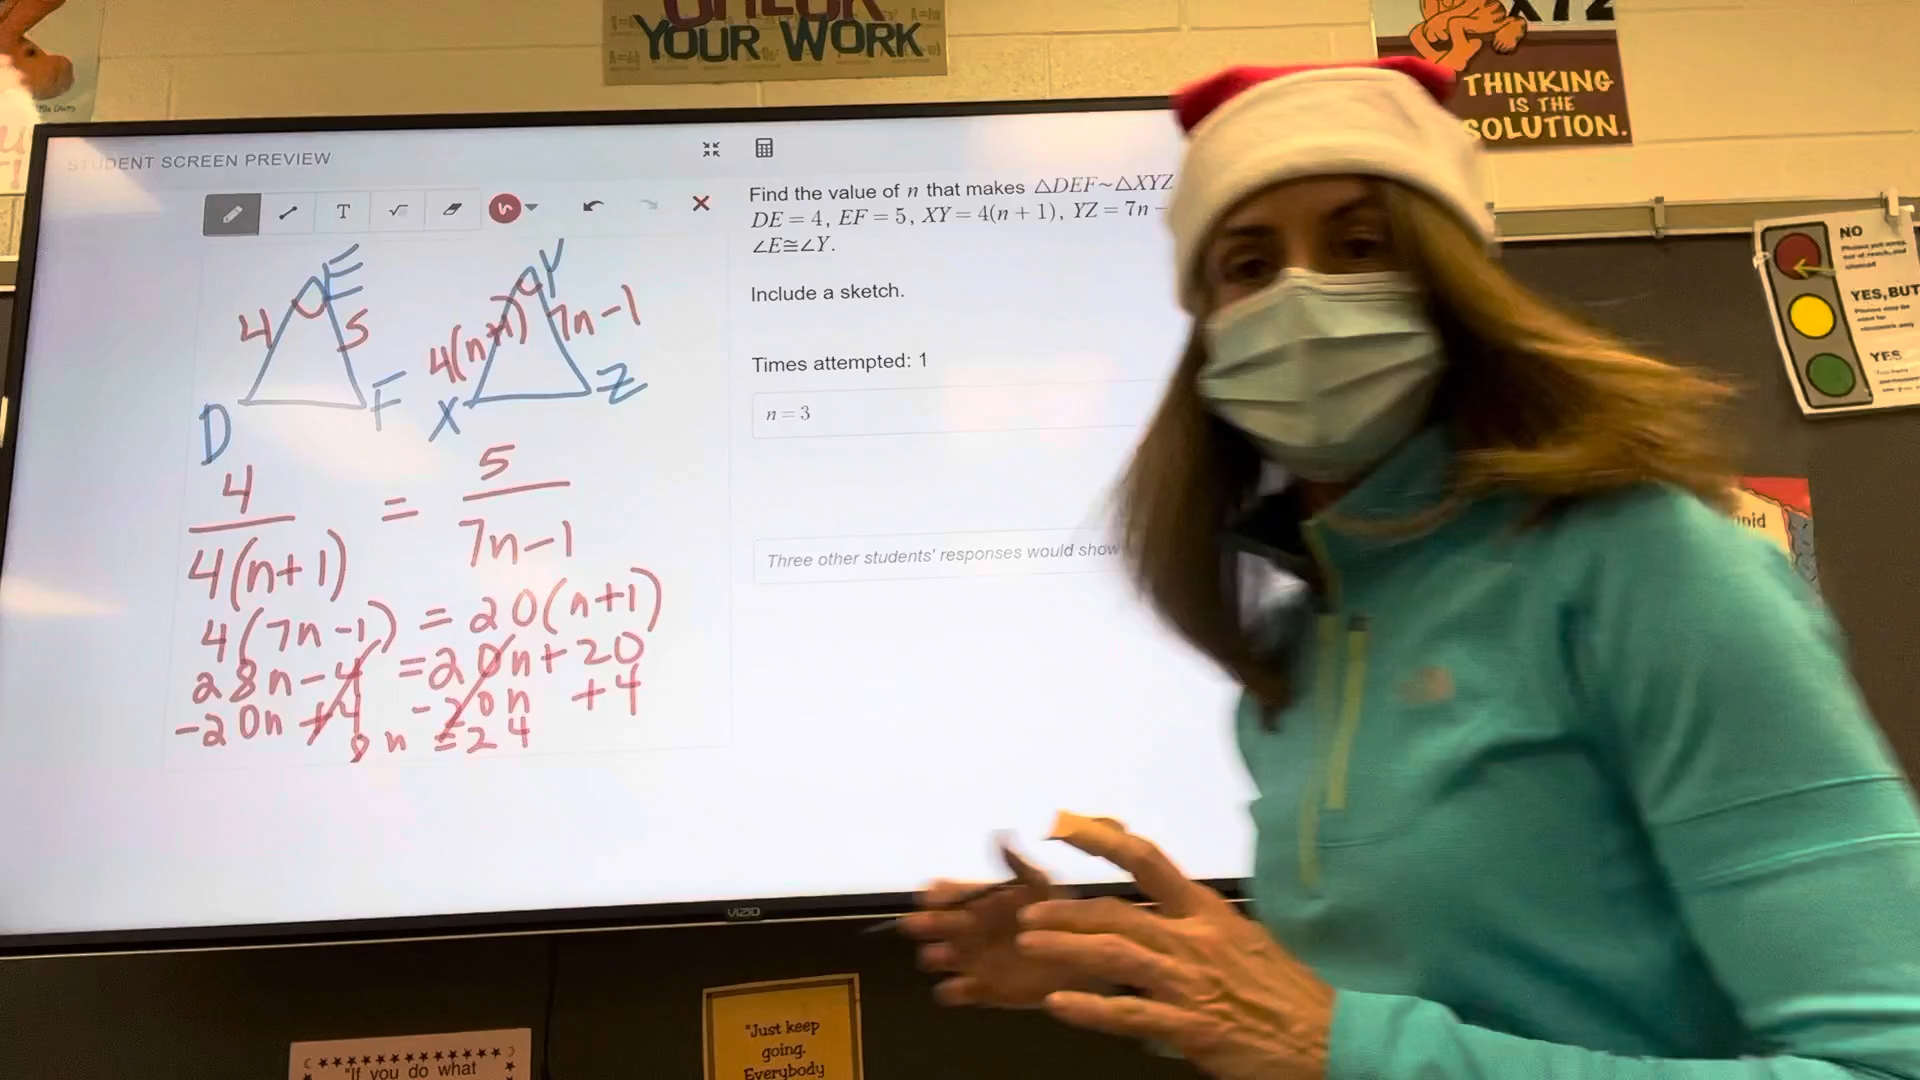 YOUR WORK
XYZ
THINKING
IS THE
SOLUTION.
STUDENT SCREEN PREVIEW
T
Find the value of n that makes △DEF~△XYZ
DE = 4, EF = 5, XY = 4(n + 1), YZ = 7n −
∠E≅∠Y.
Include a sketch.
Times attempted: 1
n = 3
Three other students' responses would show
E
4
5
D
F
Y
4(n+1)
7n-1
X
Z
4 / 4(n+1) = 5 / 7n-1
4(7n-1) = 20(n+1)
28n-4 = 20n+20
-20n +4 -20n +4
8n = 24
VIZIO
NO
YES, BUT
YES
"Just keep
going.
Everybody
"If you do what